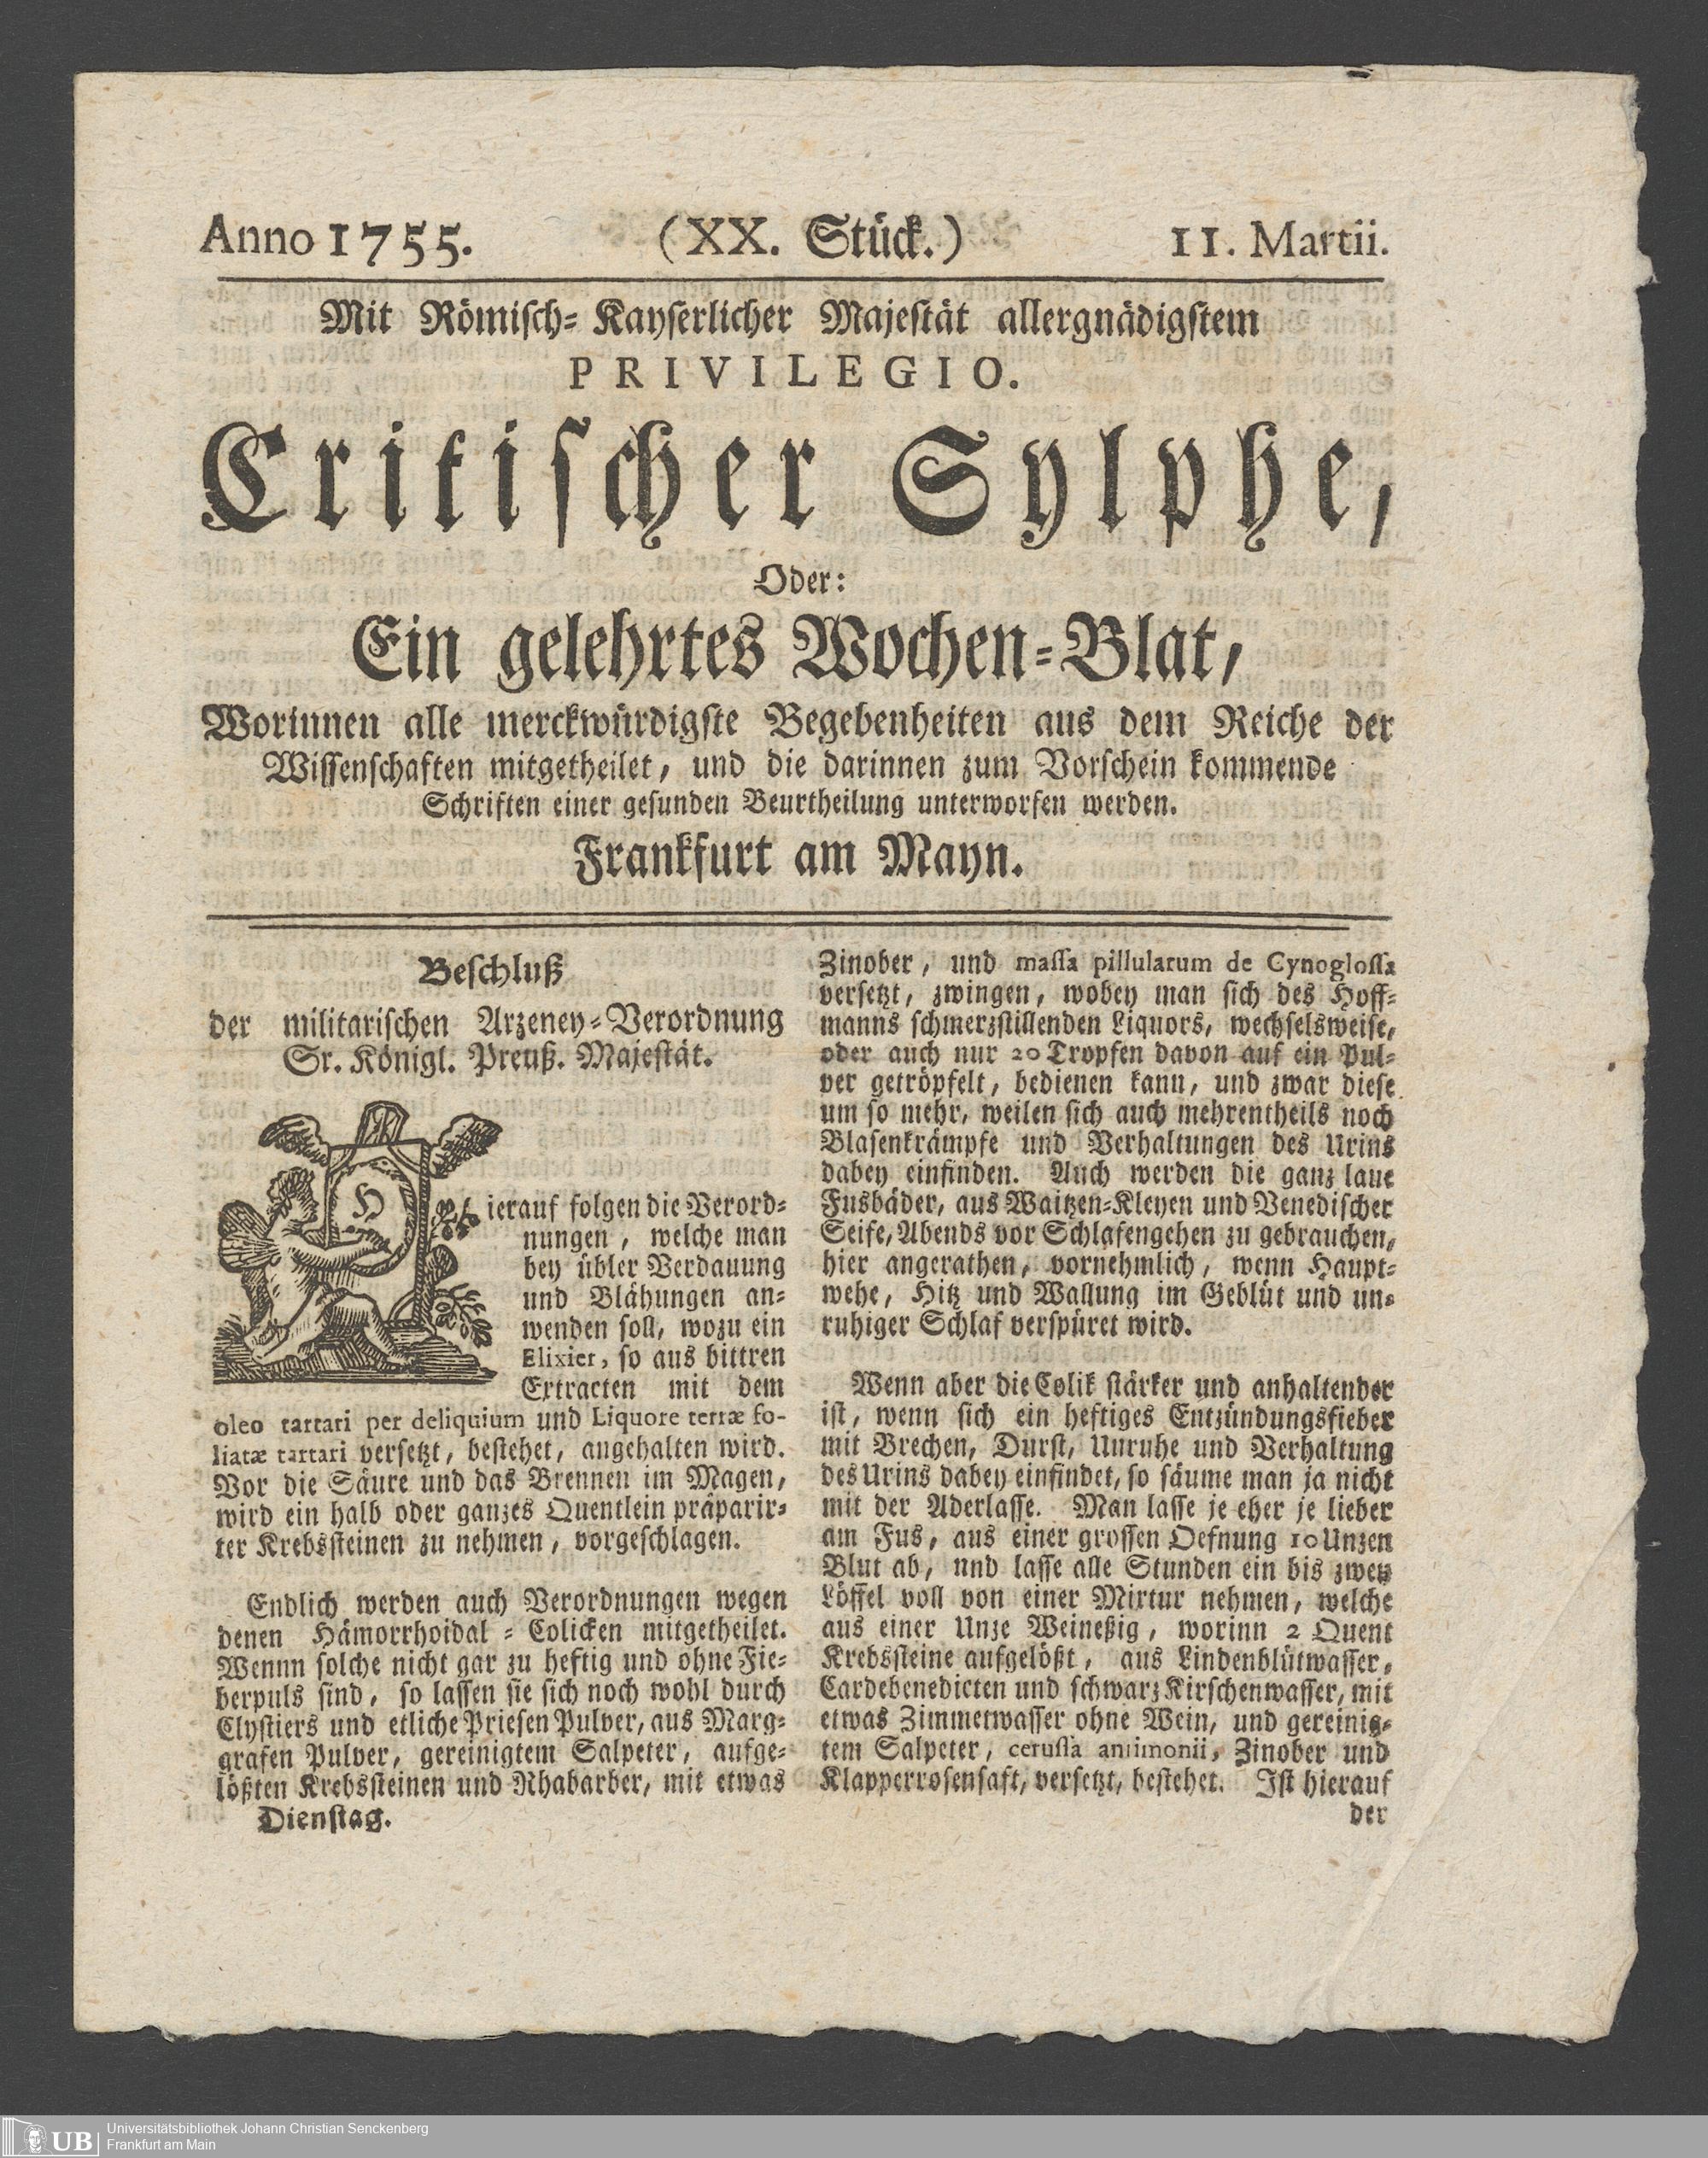 Anno 1755. (XX. Stück.) 11. Martii.
Mit Römisch-Kayserlicher Majestät allergnädigstem
PRIVILEGIO.
Critischer Sylphe,
Oder:
Ein gelehrtes Wochen-Blat,
Worinnen alle merckwürdigste Begebenheiten aus dem Reiche der
Wissenschaften mitgetheilet, und die darinnen zum Vorschein kommende
Schriften einer gesunden Beurtheilung unterworfen werden.
Frankfurt am Mayn.
Beschluß
der militarischen Arzeney-Verordnung
Sr. Königl. Preuß. Majestät.
Hierauf folgen die Verord-
nungen, welche man
bey übler Verdauung
und Blähungen an-
wenden soll, wozu ein
Elixier, so aus bittren
Extracten mit dem
oleo tartari per deliquium und Liquore terræ fo-
liatæ tartari versetzt, bestehet, angehalten wird.
Vor die Säure und das Brennen im Magen,
wird ein halb oder ganzes Quentlein präparir-
ter Krebssteinen zu nehmen, vorgeschlagen.
Endlich werden auch Verordnungen wegen
denen Hämorrhoidal-Colicken mitgetheilet.
Wennn solche nicht gar zu heftig und ohne Fie-
berpuls sind, so lassen sie sich noch wohl durch
Clystiers und etliche Priesen Pulver, aus Marg-
grafen Pulver, gereinigtem Salpeter, aufge-
lößten Krebssteinen und Rhabarber, mit etwas
Dienstag.
Zinober, und massa pillularum de Cynoglossa
versetzt, zwingen, wobey man sich des Hoff-
manns schmerzstillenden Liquors, wechselsweise,
oder auch nur 20 Tropfen davon auf ein Pul-
ver getröpfelt, bedienen kann, und zwar diese
um so mehr, weilen sich auch mehrentheils noch
Blasenkrämpfe und Verhaltungen des Urins
dabey einfinden. Auch werden die ganz laue
Fusbäder, aus Waitzen-Kleyen und Venedischer
Seife, Abends vor Schlafengehen zu gebrauchen,
hier angerathen, vornehmlich, wenn Haupt-
wehe, Hitz und Wallung im Geblüt und un-
ruhiger Schlaf verspüret wird.
Wenn aber die Colik stärker und anhaltender
ist, wenn sich ein heftiges Entzündungsfieber
mit Brechen, Durst, Unruhe und Verhaltung
des Urins dabey einfindet, so säume man ja nicht
mit der Aderlasse. Man lasse je eher je lieber
am Fus, aus einer grossen Oefnung 10 Unzen
Blut ab, nnd lasse alle Stunden ein bis zwey
Löffel voll von einer Mixtur nehmen, welche
aus einer Unze Weineßig, worinn 2 Quent
Krebssteine aufgelößt, aus Lindenblütwasser,
Cardebenedicten und schwarz Kirschenwasser, mit
etwas Zimmetwasser ohne Wein, und gereinig-
tem Salpeter, cerussa antimonii, Zinober und
Klapperrosensaft, versetzt, bestehet. Ist hierauf
der
UB
Universitätsbibliothek Johann Christian Senckenberg
Frankfurt am Main